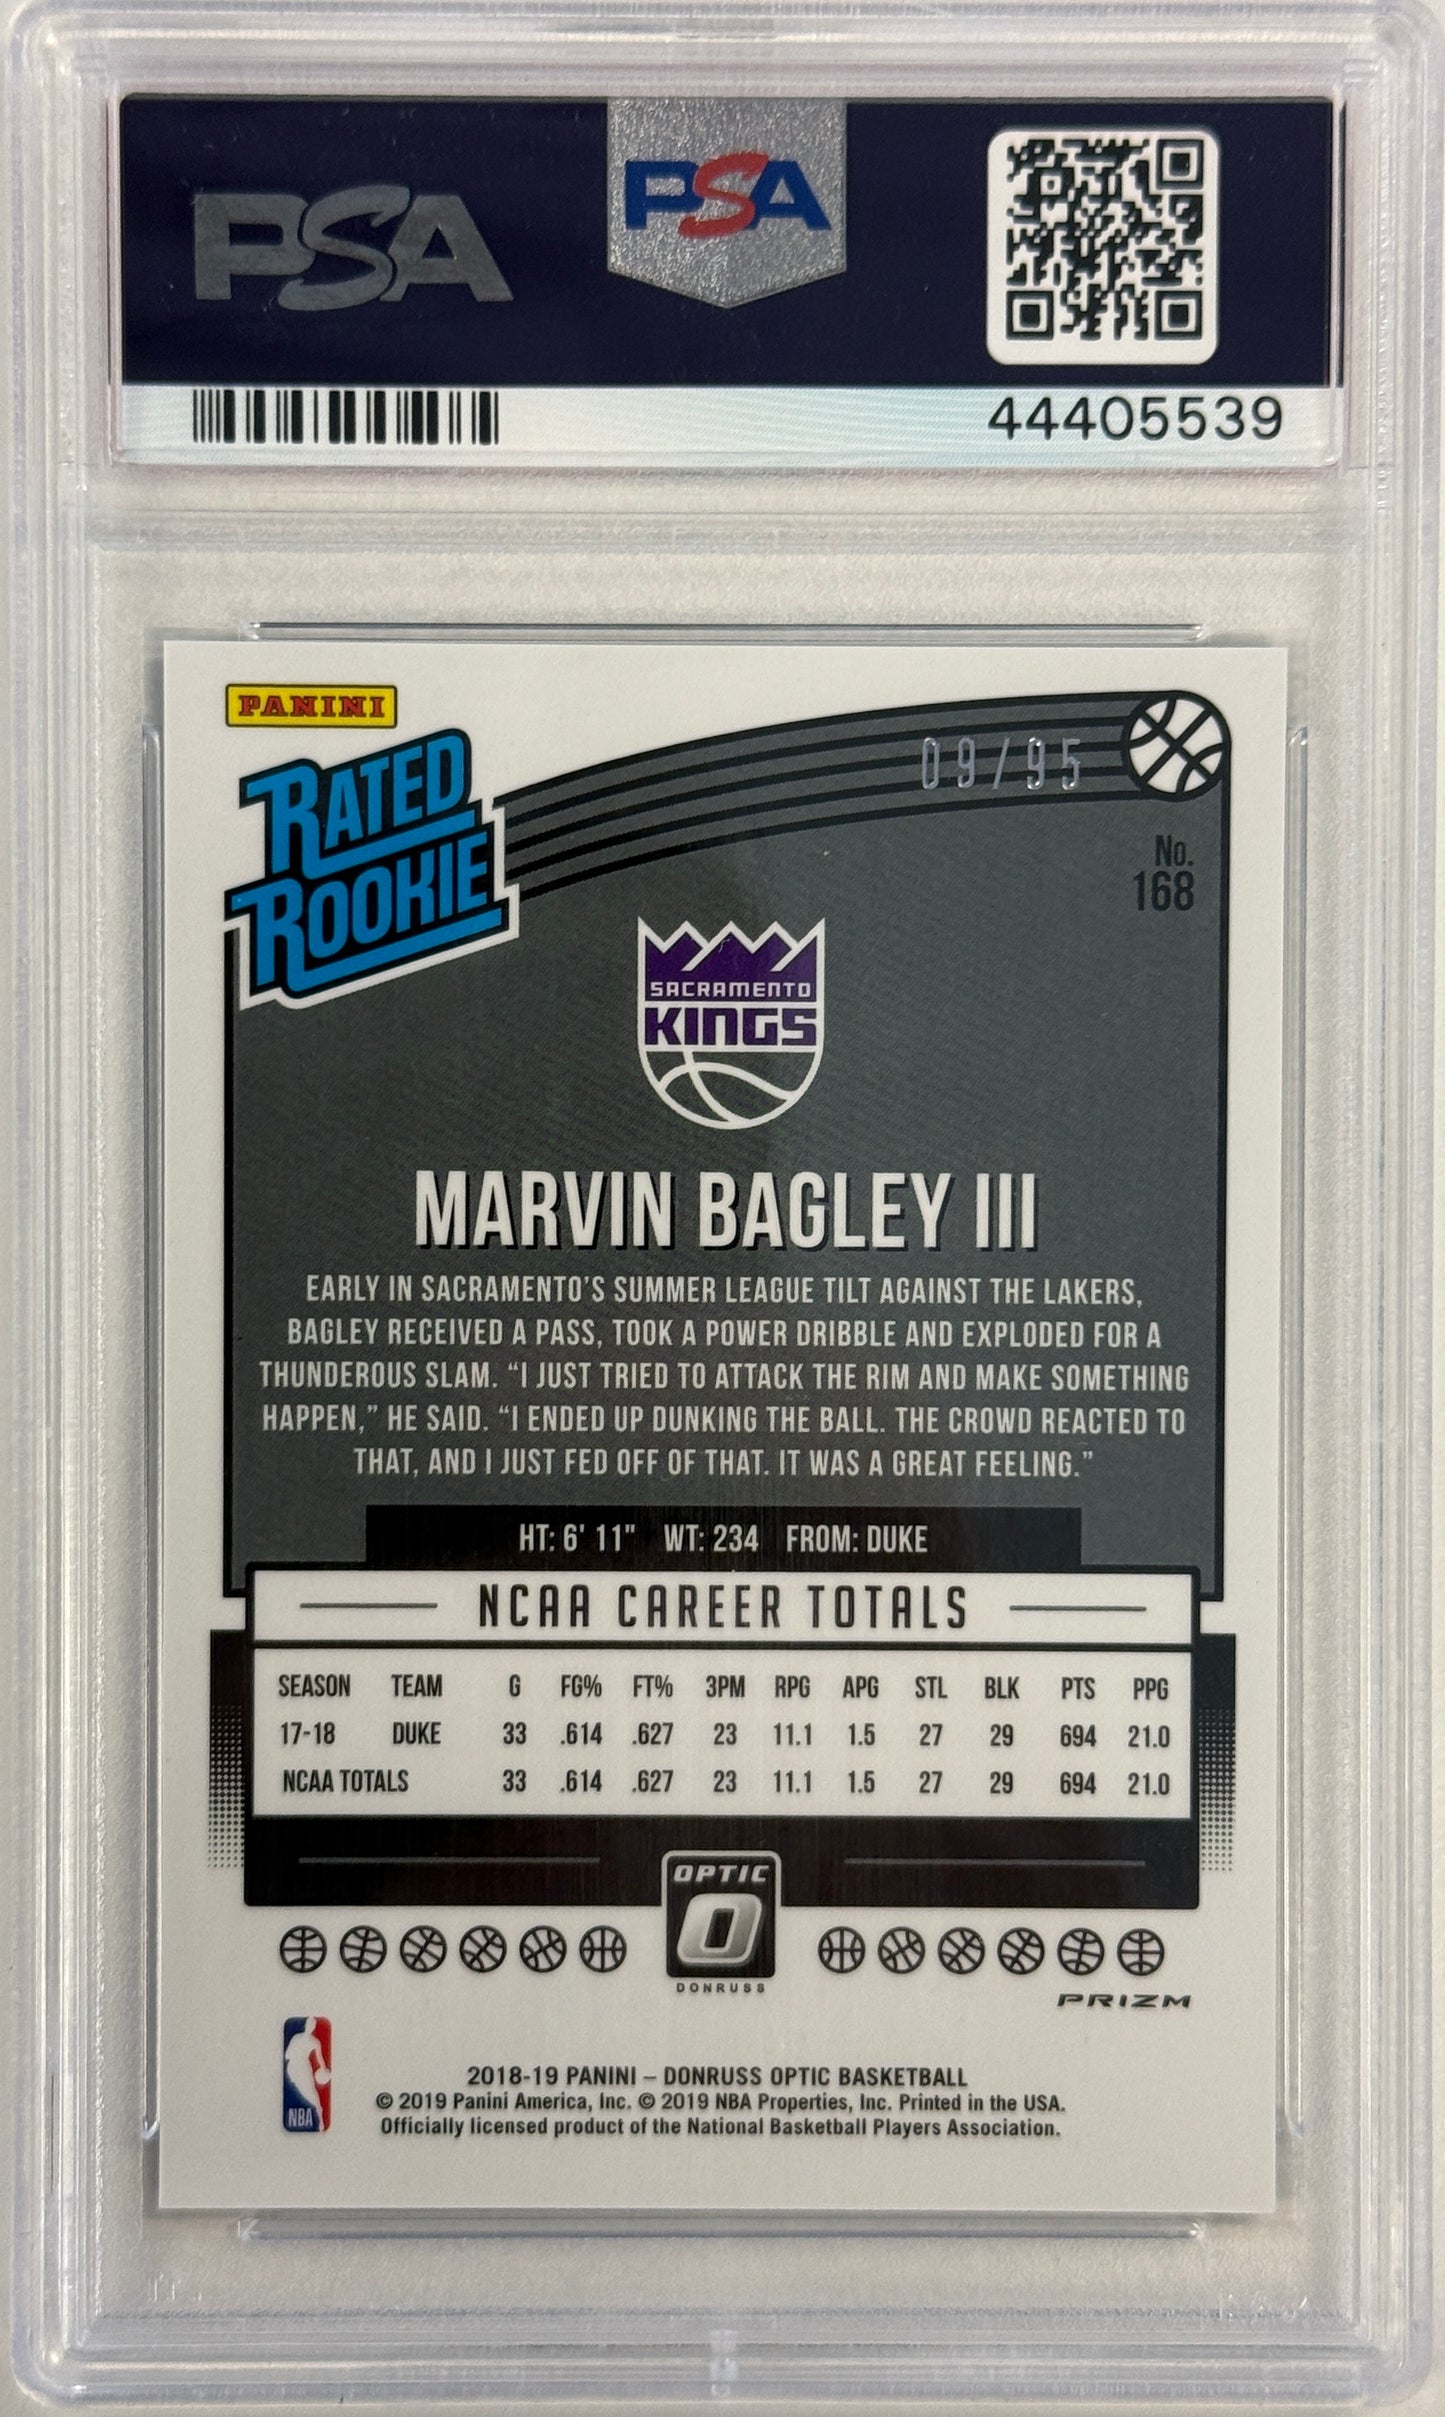 PSA
PSA
44405539
PANINI
RATED
ROOKIE
09/95
No.
168
SACRAMENTO
KINGS
MARVIN BAGLEY III
EARLY IN SACRAMENTO'S SUMMER LEAGUE TILT AGAINST THE LAKERS,
BAGLEY RECEIVED A PASS, TOOK A POWER DRIBBLE AND EXPLODED FOR A
THUNDEROUS SLAM. “I JUST TRIED TO ATTACK THE RIM AND MAKE SOMETHING
HAPPEN,” HE SAID. “I ENDED UP DUNKING THE BALL. THE CROWD REACTED TO
THAT, AND I JUST FED OFF OF THAT. IT WAS A GREAT FEELING.”
HT: 6' 11" WT: 234 FROM: DUKE
NCAA CAREER TOTALS
SEASON TEAM G FG% FT% 3PM RPG APG STL BLK PTS PPG
17-18 DUKE 33 .614 .627 23 11.1 1.5 27 29 694 21.0
NCAA TOTALS 33 .614 .627 23 11.1 1.5 27 29 694 21.0
OPTIC
O
DONRUSS
PRIZM
NBA
2018-19 PANINI – DONRUSS OPTIC BASKETBALL
© 2019 Panini America, Inc. © 2019 NBA Properties, Inc. Printed in the USA.
Officially licensed product of the National Basketball Players Association.